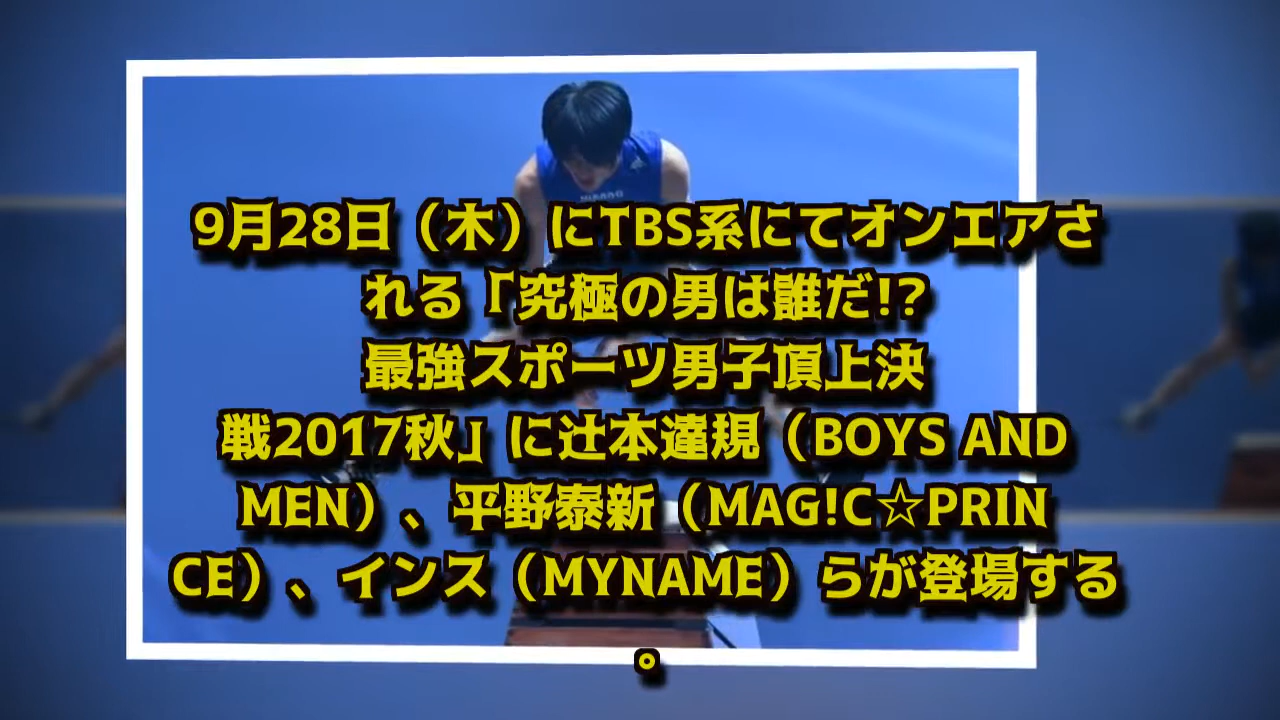 9月28日（木）にTBS系にてオンエアさ
れる「究極の男は誰だ!?
最強スポーツ男子頂上決
戦2017秋」に辻本達規（BOYS AND
MEN）、平野泰新（MAG!C☆PRIN
CE）、インス（MYNAME）らが登場する
。